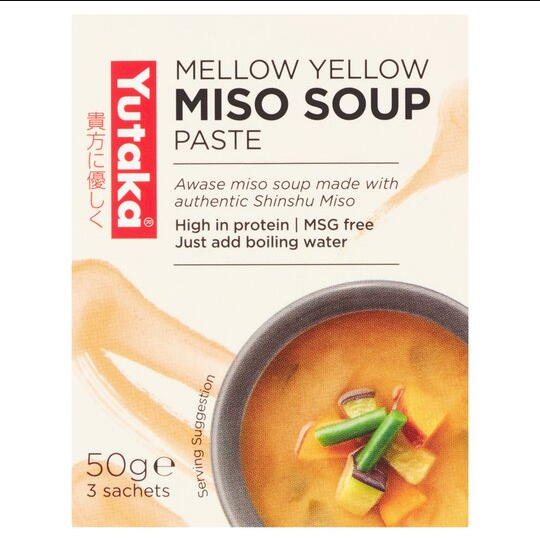 MELLOW YELLOW
MISO SOUP
PASTE
Yutaka®
貴方に優しく
Awase miso soup made with
authentic Shinshu Miso
High in protein | MSG free
Just add boiling water
Serving Suggestion
50g℮
3 sachets